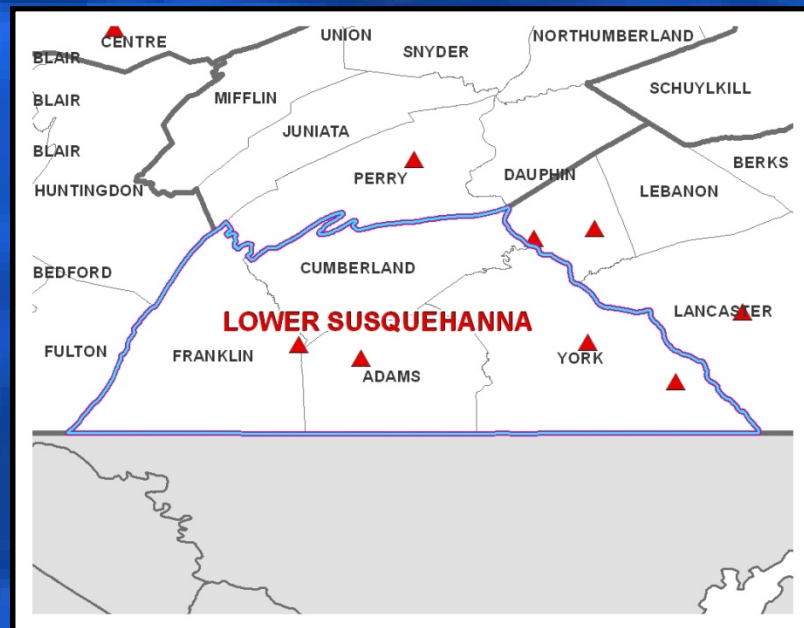 CENTRE
UNION
NORTHUMBERLAND
SNYDER
BLAIR
SCHUYLKILL
BLAIR
MIFFLIN
JUNIATA
BLAIR
BERKS
DAUPHIN
PERRY
HUNTINGDON
LEBANON
BEDFORD
CUMBERLAND
LANCASTER
LOWER SUSQUEHANNA
FULTON
FRANKLIN
YORK
ADAMS